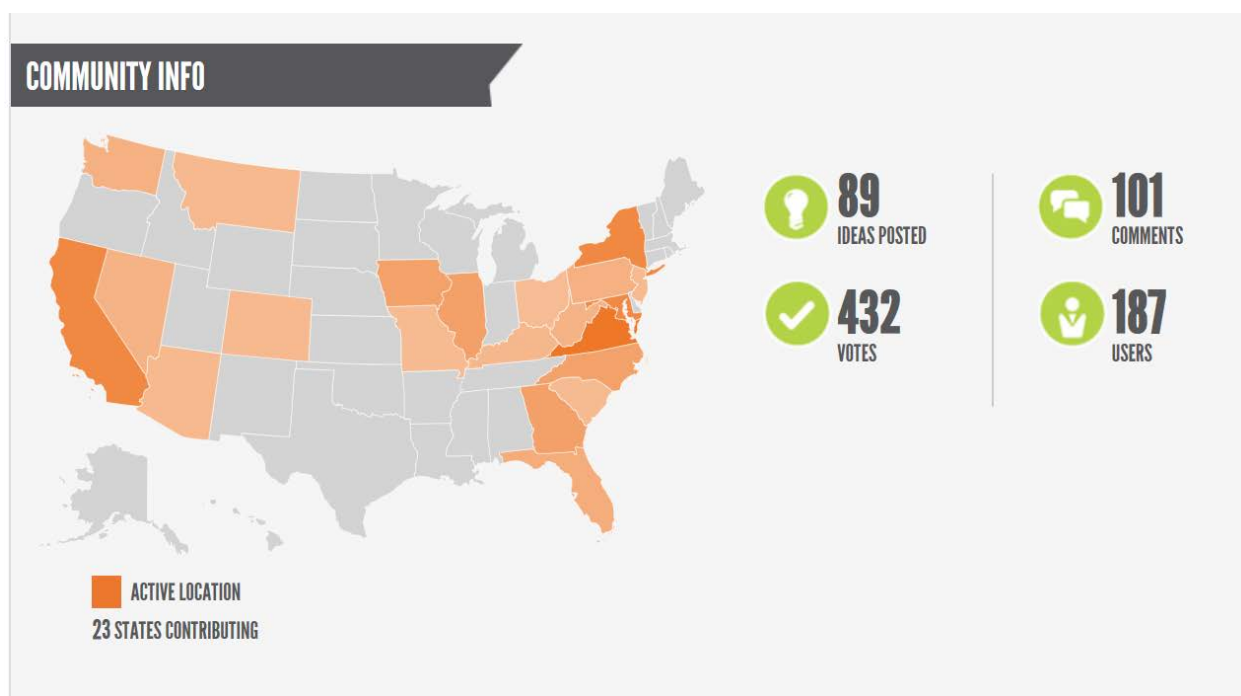 COMMUNITY INFO
89
IDEAS POSTED
101
COMMENTS
432
VOTES
187
USERS
ACTIVE LOCATION
23 STATES CONTRIBUTING